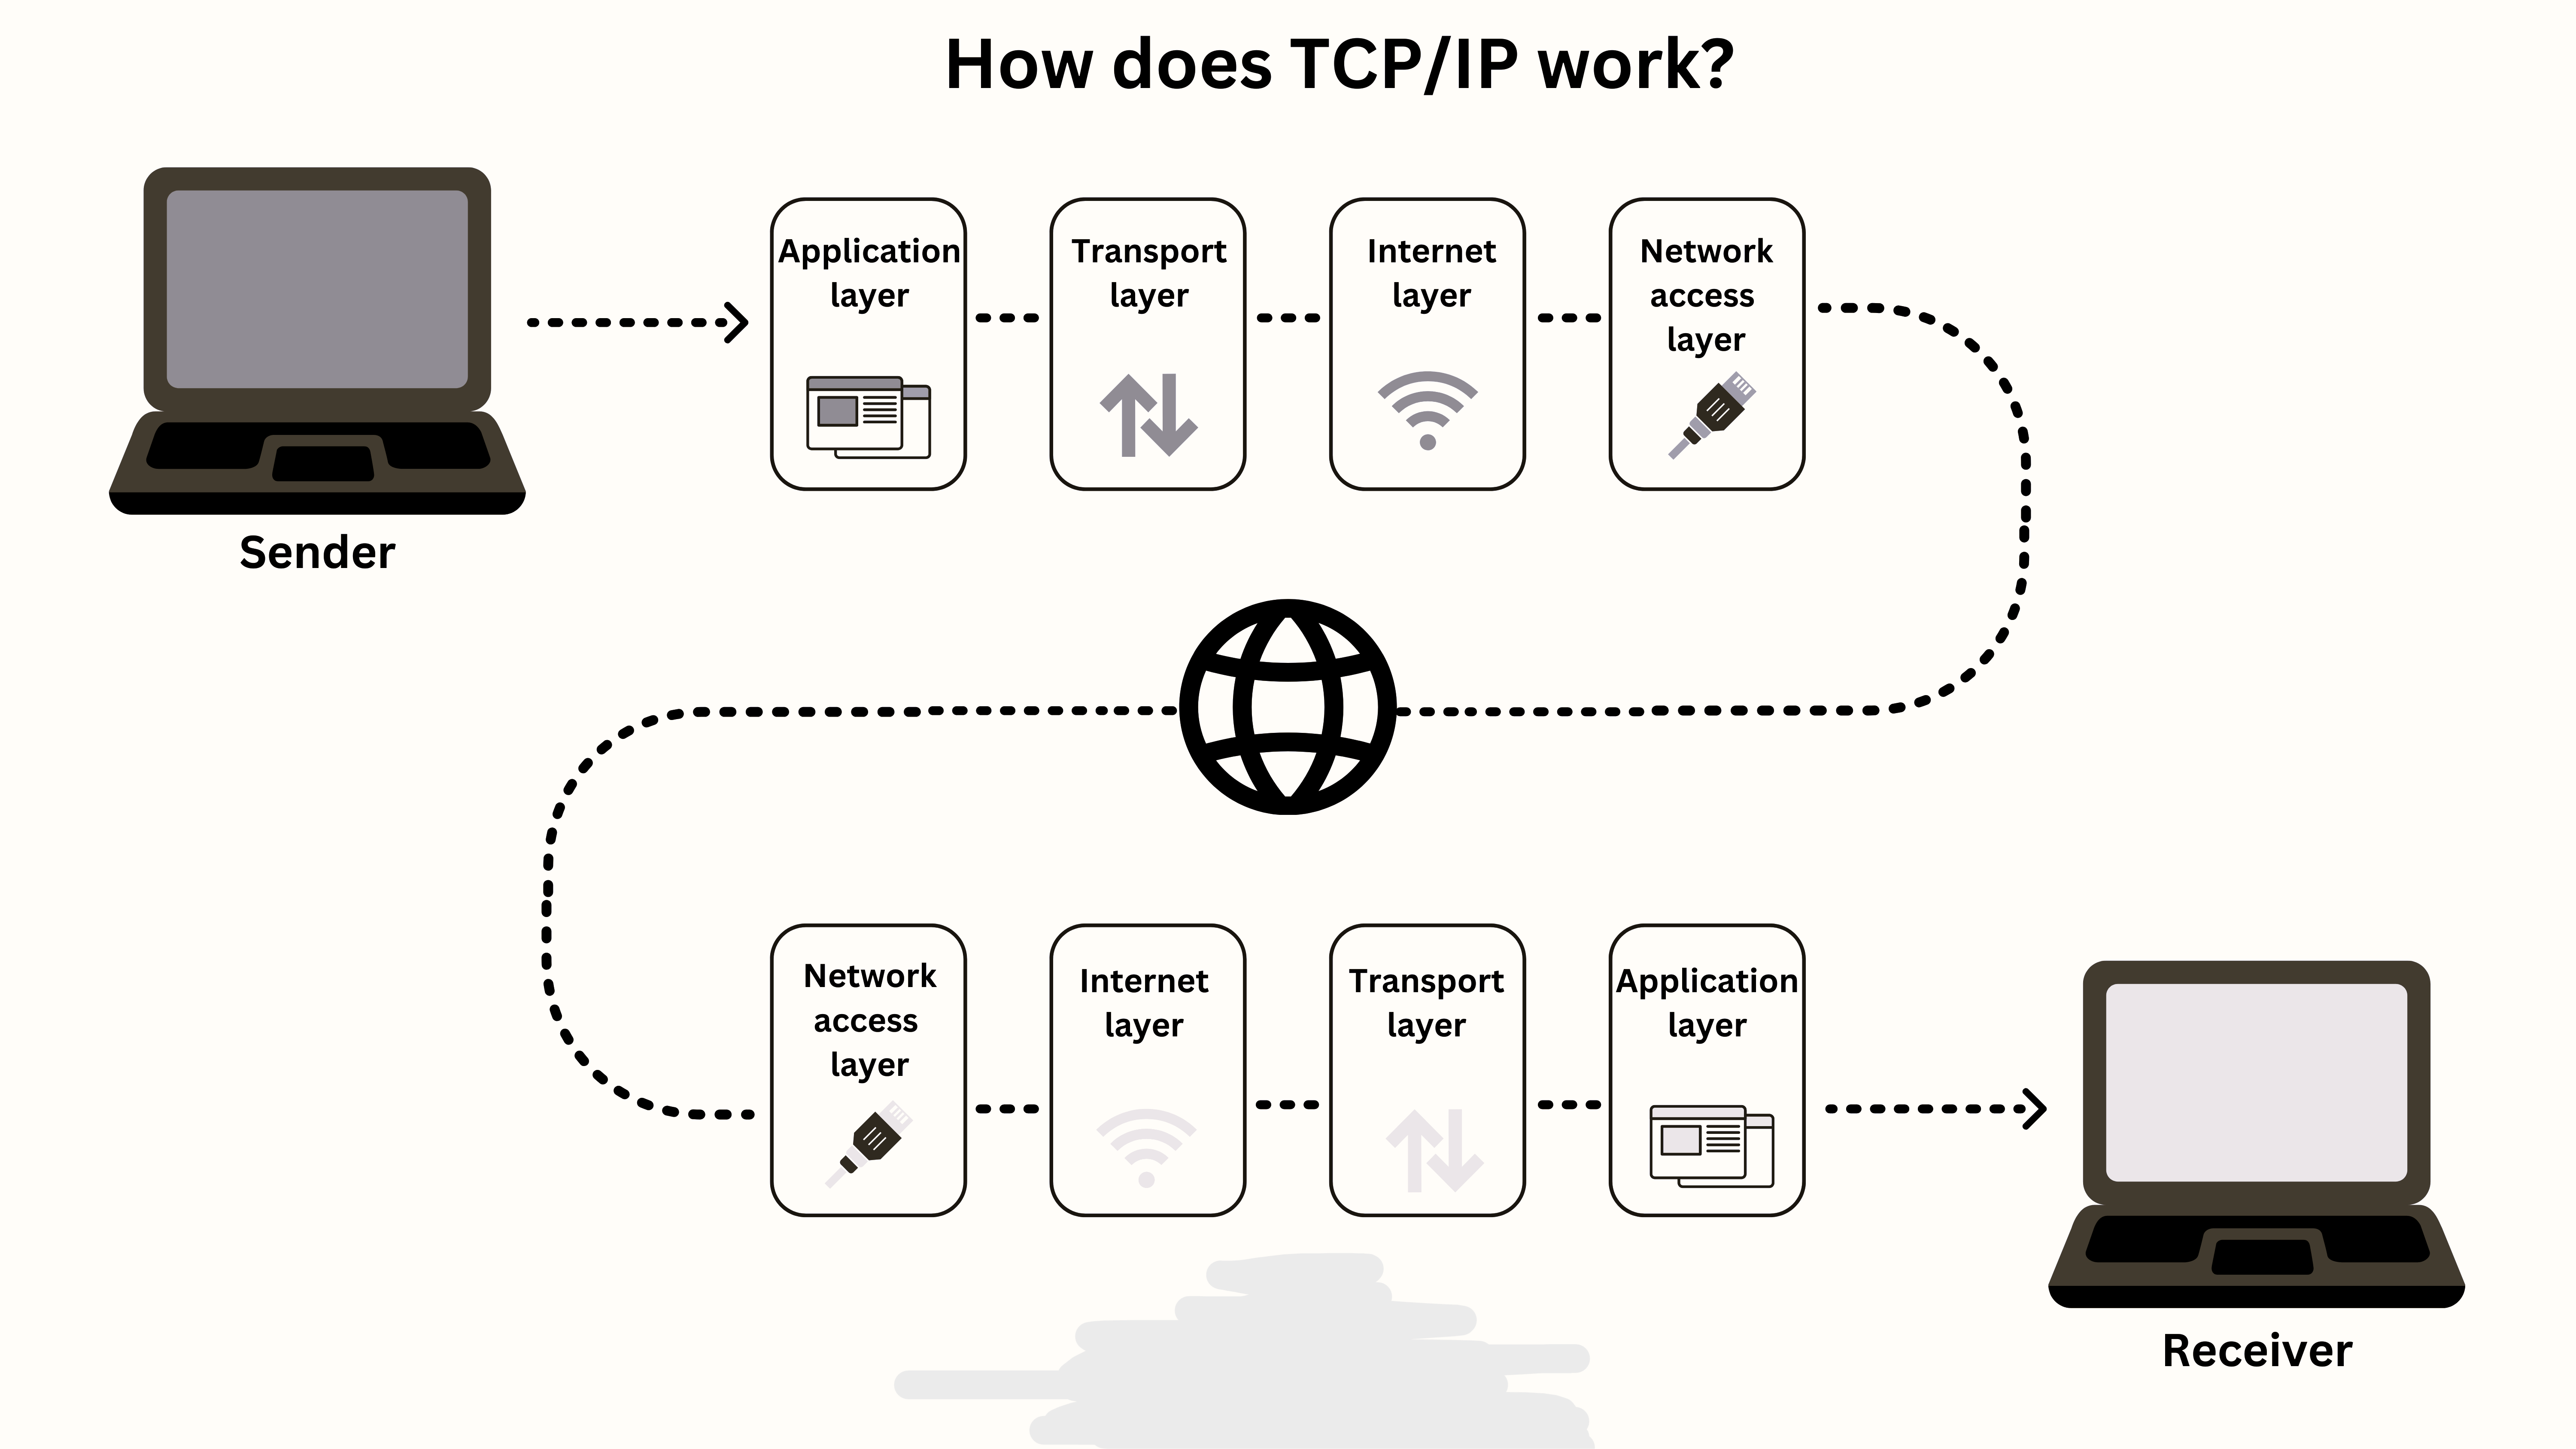 How does TCP/IP work?
Application
layer
Transport
layer
Internet
layer
Network
access
layer
Sender
Network
access
layer
Internet
layer
Transport
layer
Application
layer
Receiver